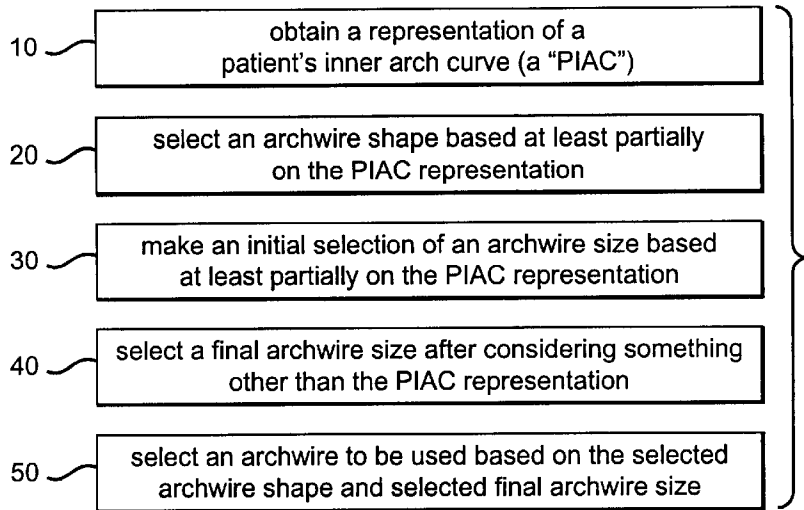 10
obtain a representation of a
patient's inner arch curve (a “PIAC”)
20
select an archwire shape based at least partially
on the PIAC representation
30
make an initial selection of an archwire size based
at least partially on the PIAC representation
40
select a final archwire size after considering something
other than the PIAC representation
50
select an archwire to be used based on the selected
archwire shape and selected final archwire size